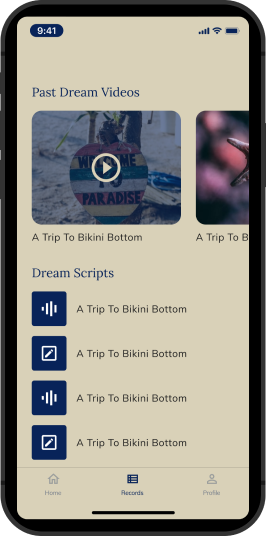 9:41
Past Dream Videos
WELCOME
TO
PARADISE
A Trip To Bikini Bottom
A Trip To B
Dream Scripts
A Trip To Bikini Bottom
A Trip To Bikini Bottom
A Trip To Bikini Bottom
A Trip To Bikini Bottom
Home
Records
Profile